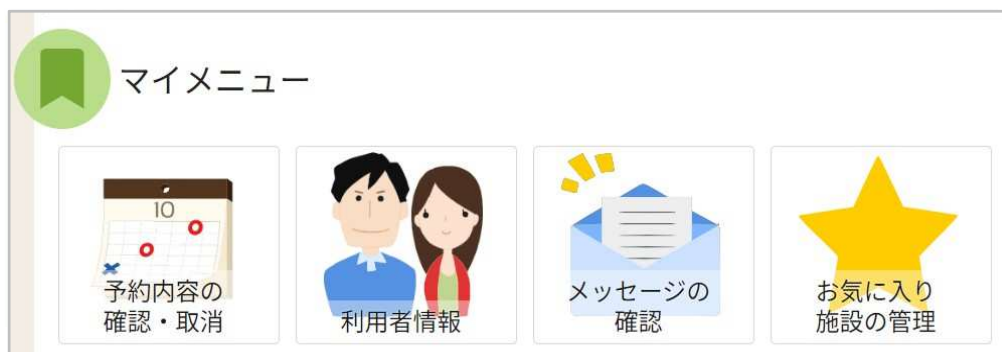 マイメニュー
10
予約内容の
確認・取消
利用者情報
メッセージの
確認
お気に入り
施設の管理